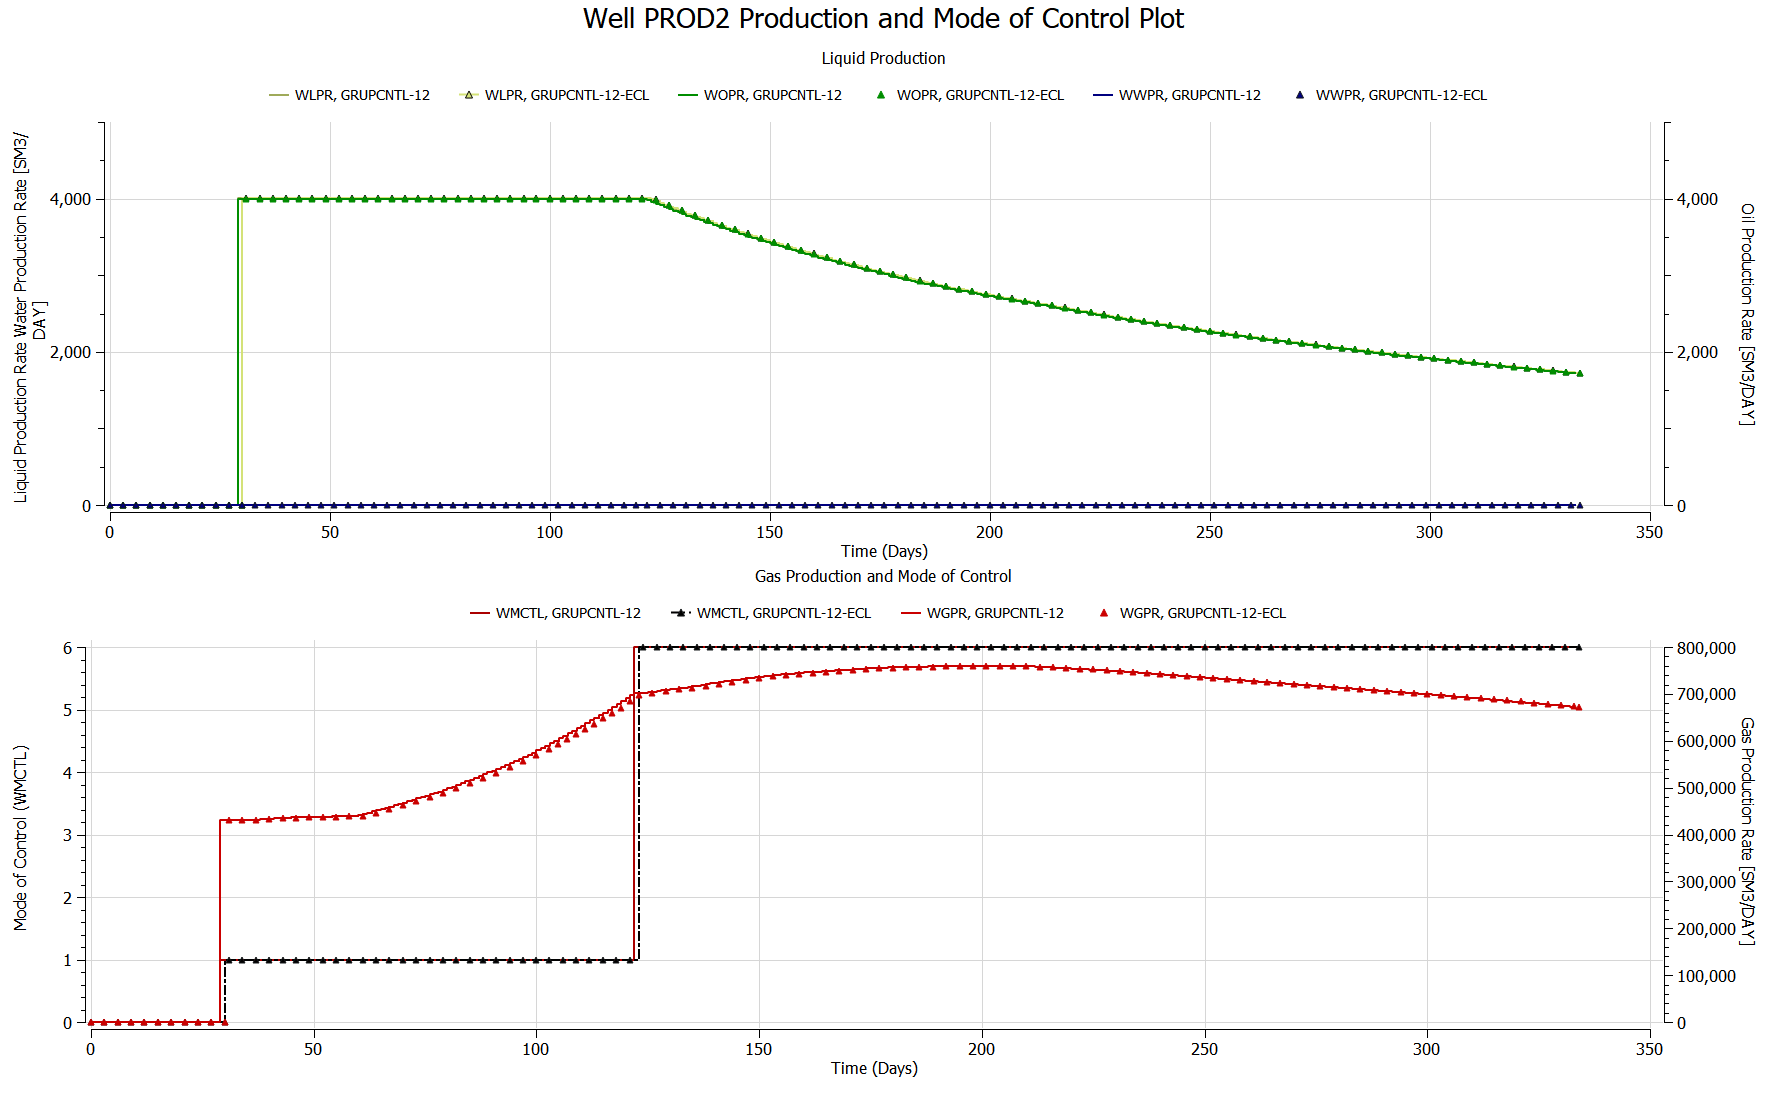 Well PROD2 Production and Mode of Control Plot
Liquid Production
WLPR, GRUPCNTL-12 WLPR, GRUPCNTL-12-ECL WOPR, GRUPCNTL-12 WOPR, GRUPCNTL-12-ECL WWPR, GRUPCNTL-12 WWPR, GRUPCNTL-12-ECL
Liquid Production Rate Water Production Rate [SM3/
DAY]
4,000
2,000
0
4,000
2,000
0
Oil Production Rate [SM3/DAY]
0 50 100 150 200 250 300 350
Time (Days)
Gas Production and Mode of Control
WMCTL, GRUPCNTL-12 WMCTL, GRUPCNTL-12-ECL WGPR, GRUPCNTL-12 WGPR, GRUPCNTL-12-ECL
Mode of Control (WMCTL)
6
5
4
3
2
1
0
800,000
700,000
600,000
500,000
400,000
300,000
200,000
100,000
0
Gas Production Rate [SM3/DAY]
0 50 100 150 200 250 300 350
Time (Days)